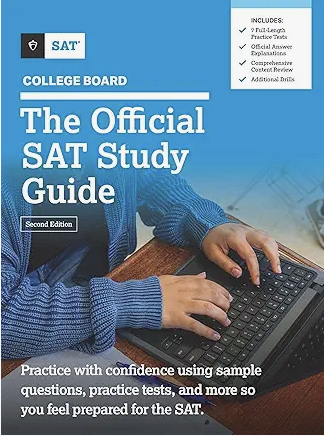 SAT®
INCLUDES:
7 Full-Length
Practice Tests
Official Answer
Explanations
Comprehensive
Content Review
Additional Drills
COLLEGE BOARD
The Official
SAT Study
Guide
Second Edition
Practice with confidence using sample
questions, practice tests, and more so
you feel prepared for the SAT.